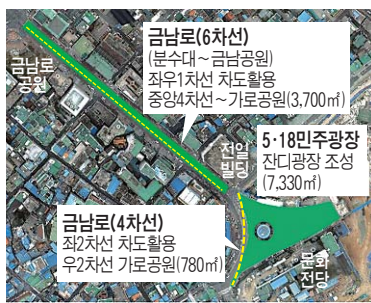 금남로(6차선)
(분수대~금남공원)
좌우1차선 차도활용
중앙4차선~가로공원(3,700㎡)
금남로
공원
전일
빌딩
5·18민주광장
잔디광장 조성
(7,330㎡)
금남로(4차선)
좌2차선 차도활용
우2차선 가로공원(780㎡)
문화
전당